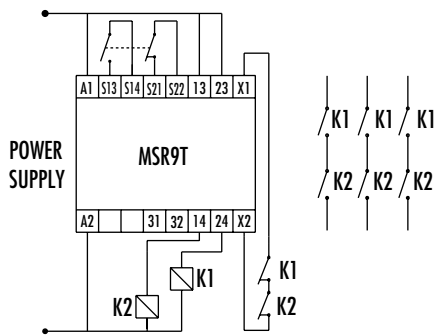 A1 S13 S14 S21 S22 13 23 X1
K1 K1 K1
POWER SUPPLY
MSR9T
K2 K2 K2
A2 31 32 14 24 X2
K1
K1
K2
K2